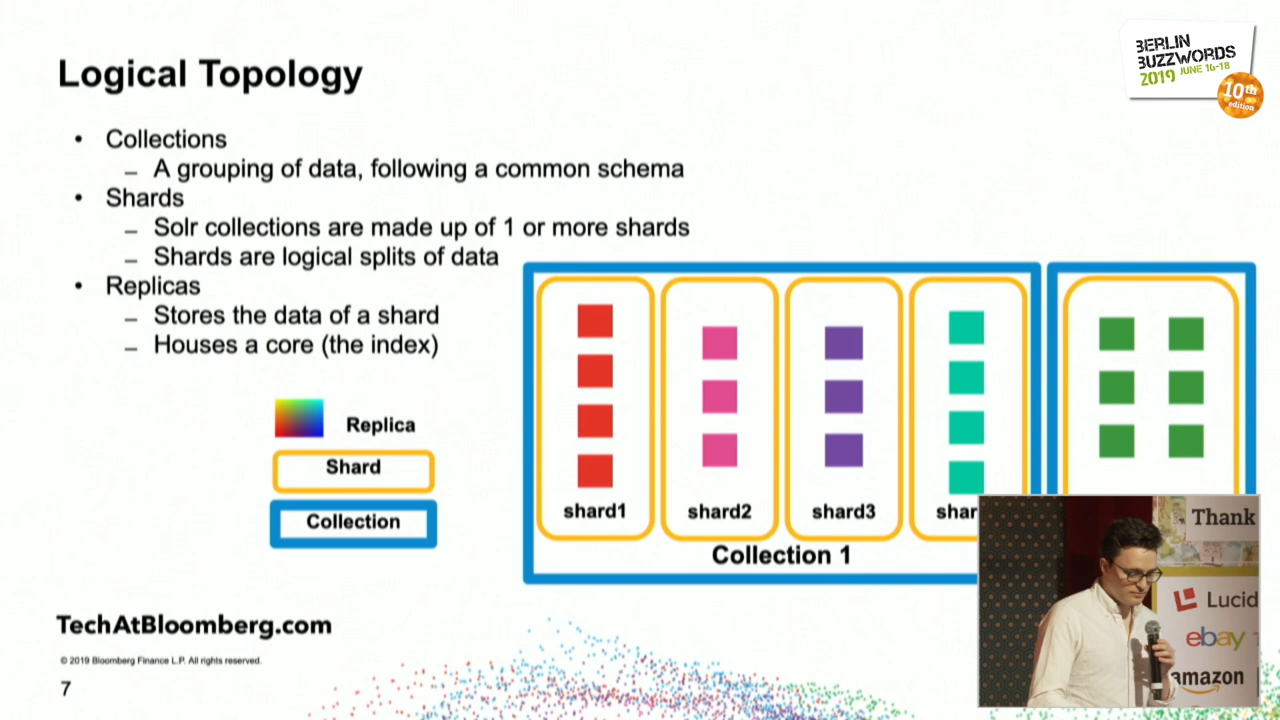 Logical Topology
BERLIN
BUZZWORDS
2019 JUNE 16-18
10th
edition
• Collections
– A grouping of data, following a common schema
• Shards
– Solr collections are made up of 1 or more shards
– Shards are logical splits of data
• Replicas
– Stores the data of a shard
– Houses a core (the index)
Replica
Shard
Collection
shard1
shard2
shard3
shar
Collection 1
Thank
Lucid
ebay
amazon
TechAtBloomberg.com
© 2019 Bloomberg Finance L.P. All rights reserved.
7